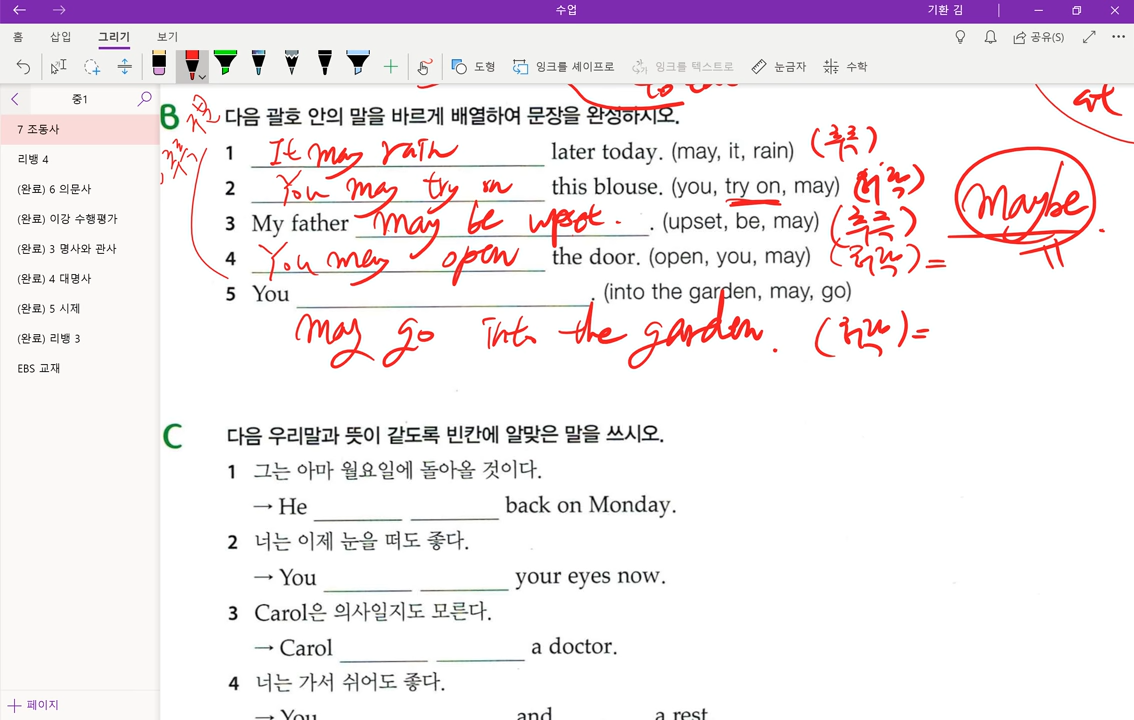 수업
기환 김
홈 삽입 그리기 보기
공유(S)
도형 잉크를 셰이프로 잉크를 텍스트로 눈금자 수학
중1
7 조동사
리뱅 4
(완료) 6 의문사
(완료) 이강 수행평가
(완료) 3 명사와 관사
(완료) 4 대명사
(완료) 5 시제
(완료) 리뱅 3
EBS 교재
페이지
at
B 다음 괄호 안의 말을 바르게 배열하여 문장을 완성하시오.
1 It may rain later today. (may, it, rain) (추측)
2 You may try on this blouse. (you, try on, may) (허락)
3 My father may be upset. . (upset, be, may) (추측)
4 You may open the door. (open, you, may) (허락) =
5 You . (into the garden, may, go)
may go into the garden. (허락) =
maybe
C 다음 우리말과 뜻이 같도록 빈칸에 알맞은 말을 쓰시오.
1 그는 아마 월요일에 돌아올 것이다.
→ He back on Monday.
2 너는 이제 눈을 떠도 좋다.
→ You your eyes now.
3 Carol은 의사일지도 모른다.
→ Carol a doctor.
4 너는 가서 쉬어도 좋다.
→ You and a rest.